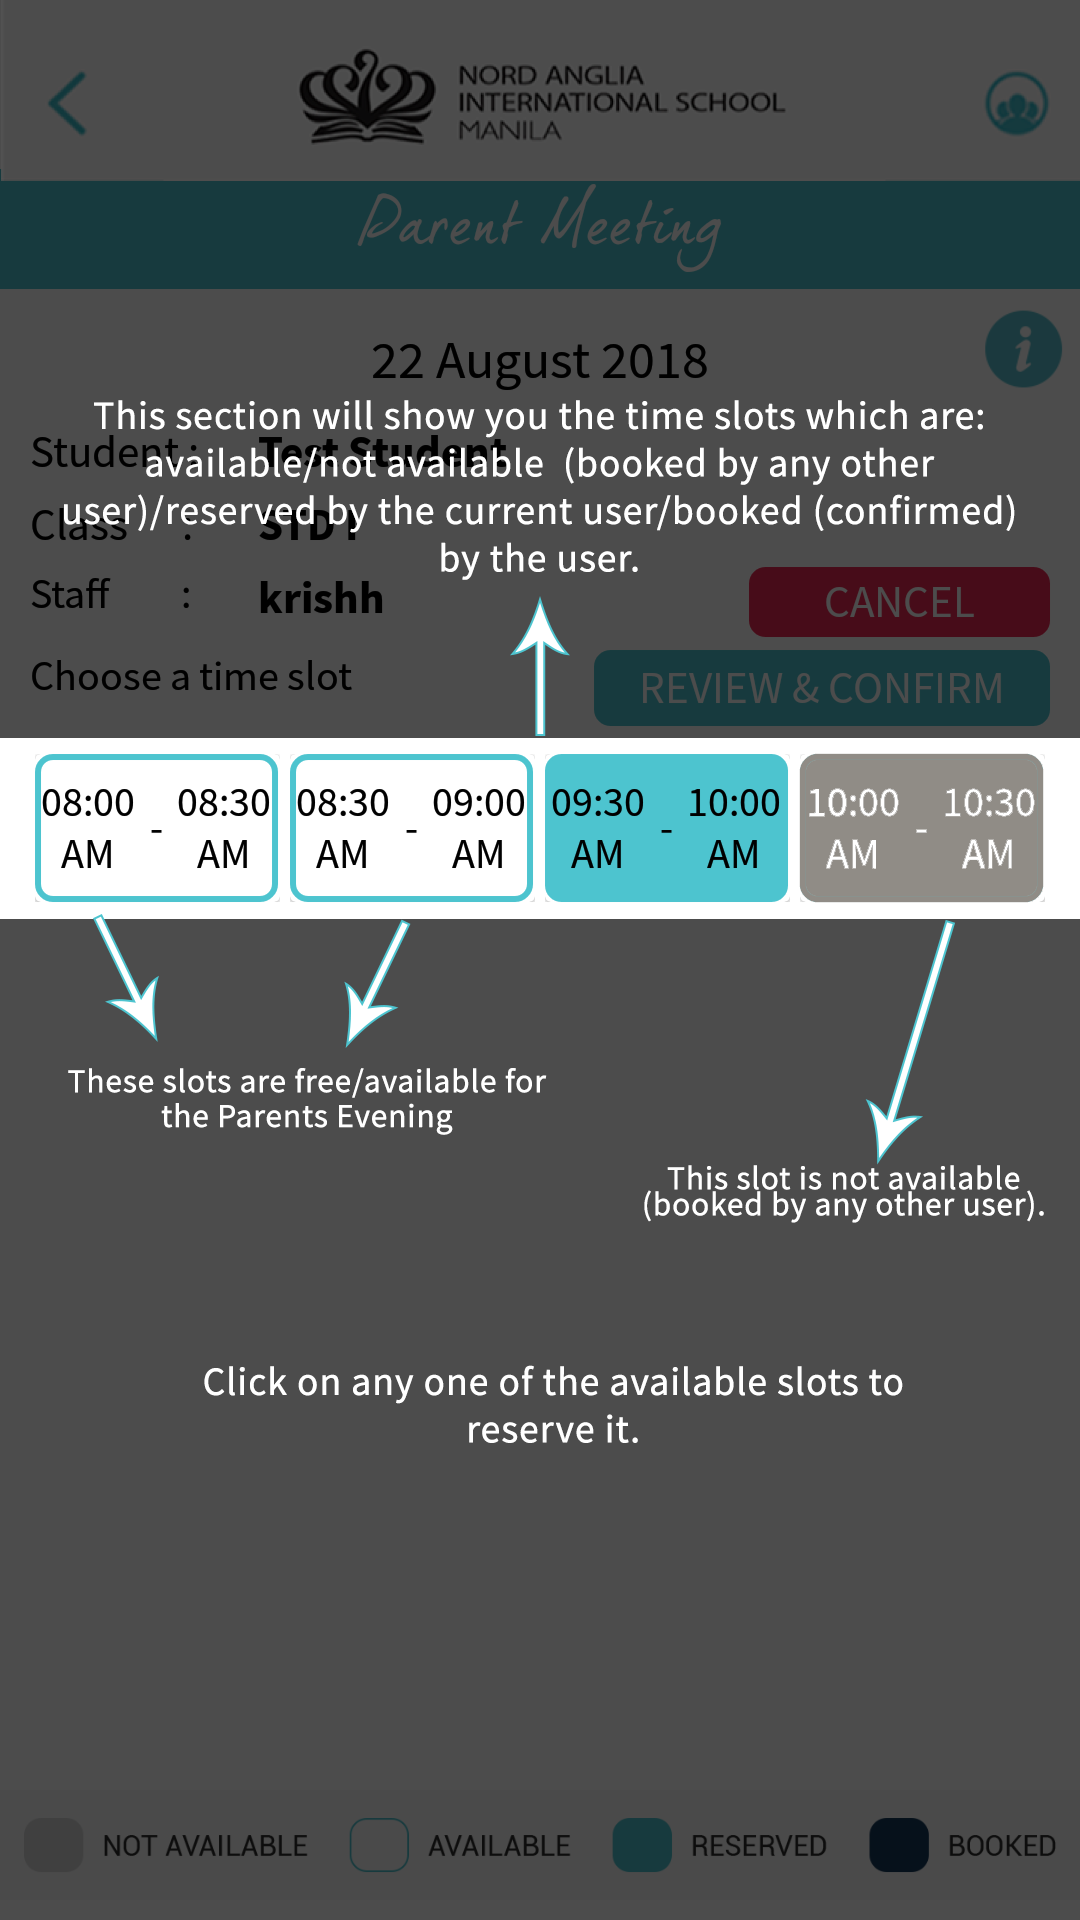 NORD ANGLIA
INTERNATIONAL SCHOOL
MANILA
Parent Meeting
22 August 2018
i
This section will show you the time slots which are:
available/not available (booked by any other
user)/reserved by the current user/booked (confirmed)
by the user.
Student : Test Student
Class : STD I
Staff : krishh
CANCEL
Choose a time slot
REVIEW & CONFIRM
08:00 AM - 08:30 AM
08:30 AM - 09:00 AM
09:30 AM - 10:00 AM
10:00 AM - 10:30 AM
These slots are free/available for
the Parents Evening
This slot is not available
(booked by any other user).
Click on any one of the available slots to
reserve it.
NOT AVAILABLE
AVAILABLE
RESERVED
BOOKED